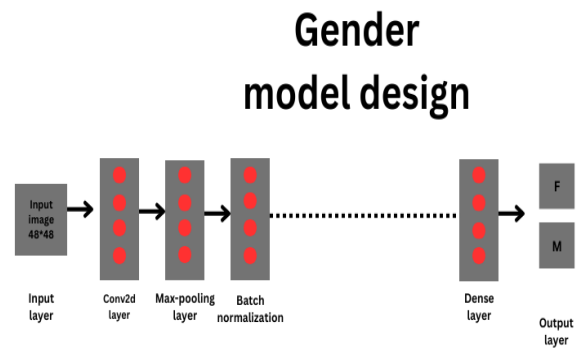 Gender
model design
Input
image
48*48
F
M
Input
layer
Conv2d
layer
Max-pooling
layer
Batch
normalization
Dense
layer
Output
layer